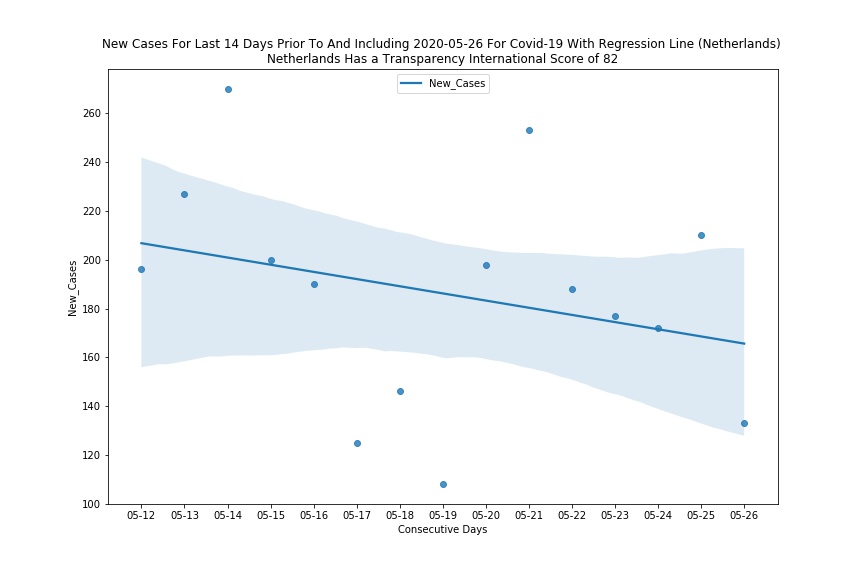 New Cases For Last 14 Days Prior To And Including 2020-05-26 For Covid-19 With Regression Line (Netherlands)
Netherlands Has a Transparency International Score of 82
New_Cases
260
240
220
200
180
160
140
120
100
New_Cases
05-12 05-13 05-14 05-15 05-16 05-17 05-18 05-19 05-20 05-21 05-22 05-23 05-24 05-25 05-26
Consecutive Days